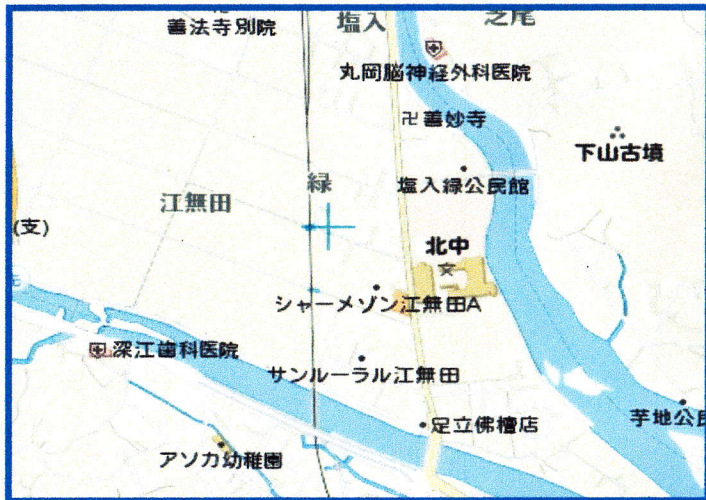 善法寺別院
塩入
芝尾
丸岡脳神経外科医院
卍善妙寺
下山古墳
塩入緑公民館
緑
江無田
(支)
北中
文
シャーメゾン江無田A
深江歯科医院
サンルーラル江無田
芋地公民
足立佛檀店
アソカ幼稚園